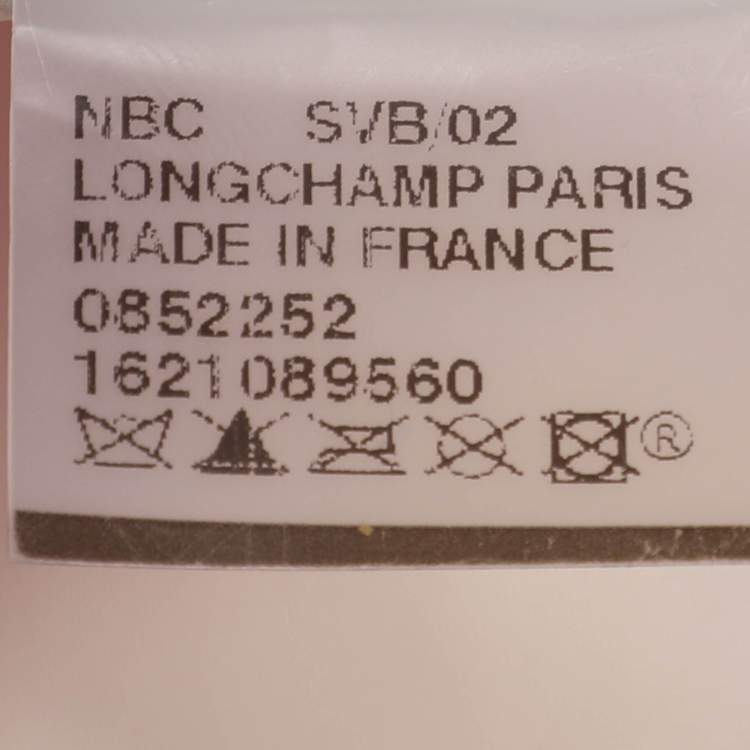 NBC SVB/02
LONGCHAMP PARIS
MADE IN FRANCE
0852252
1621089560
®